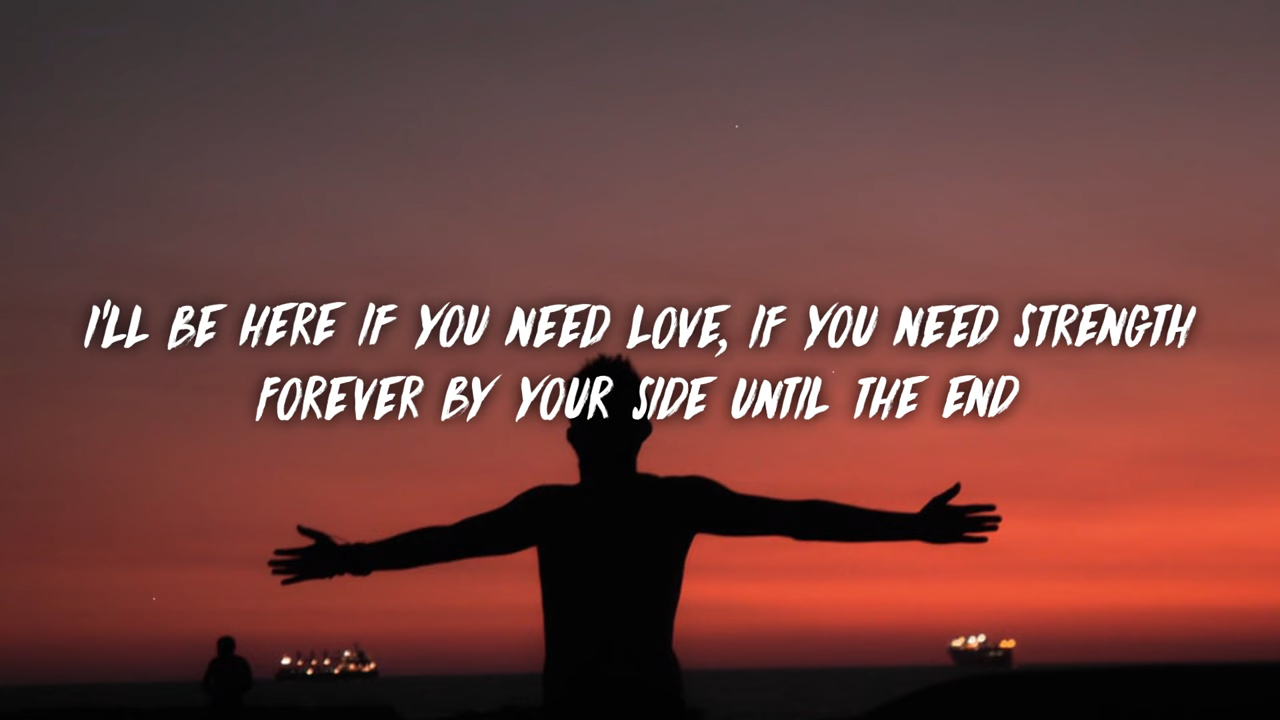 I'LL BE HERE IF YOU NEED LOVE, IF YOU NEED STRENGTH
FOREVER BY YOUR SIDE UNTIL THE END